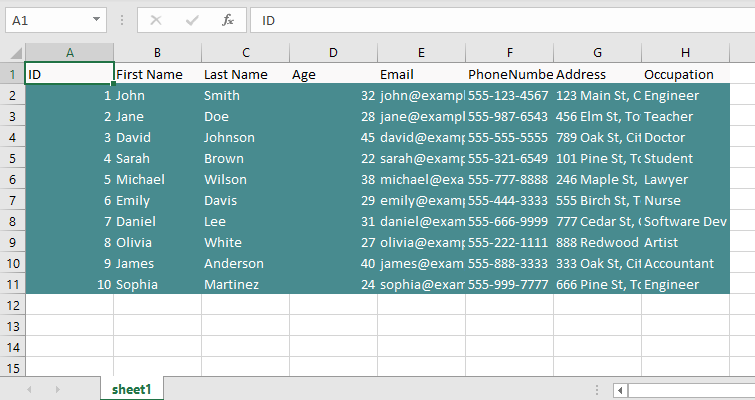 A1 fx ID
A B C D E F G H
1 ID First Name Last Name Age Email PhoneNumbe Address Occupation
2 1 John Smith 32 john@exampl 555-123-4567 123 Main St, C Engineer
3 2 Jane Doe 28 jane@exampl 555-987-6543 456 Elm St, To Teacher
4 3 David Johnson 45 david@examp 555-555-5555 789 Oak St, Cit Doctor
5 4 Sarah Brown 22 sarah@examp 555-321-6549 101 Pine St, To Student
6 5 Michael Wilson 38 michael@exa 555-777-8888 246 Maple St, Lawyer
7 6 Emily Davis 29 emily@examp 555-444-3333 555 Birch St, T Nurse
8 7 Daniel Lee 31 daniel@exam 555-666-9999 777 Cedar St, C Software Dev
9 8 Olivia White 27 olivia@examp 555-222-1111 888 Redwood Artist
10 9 James Anderson 40 james@exam 555-888-3333 333 Oak St, Cit Accountant
11 10 Sophia Martinez 24 sophia@exam 555-999-7777 666 Pine St, To Engineer
12
13
14
15
sheet1